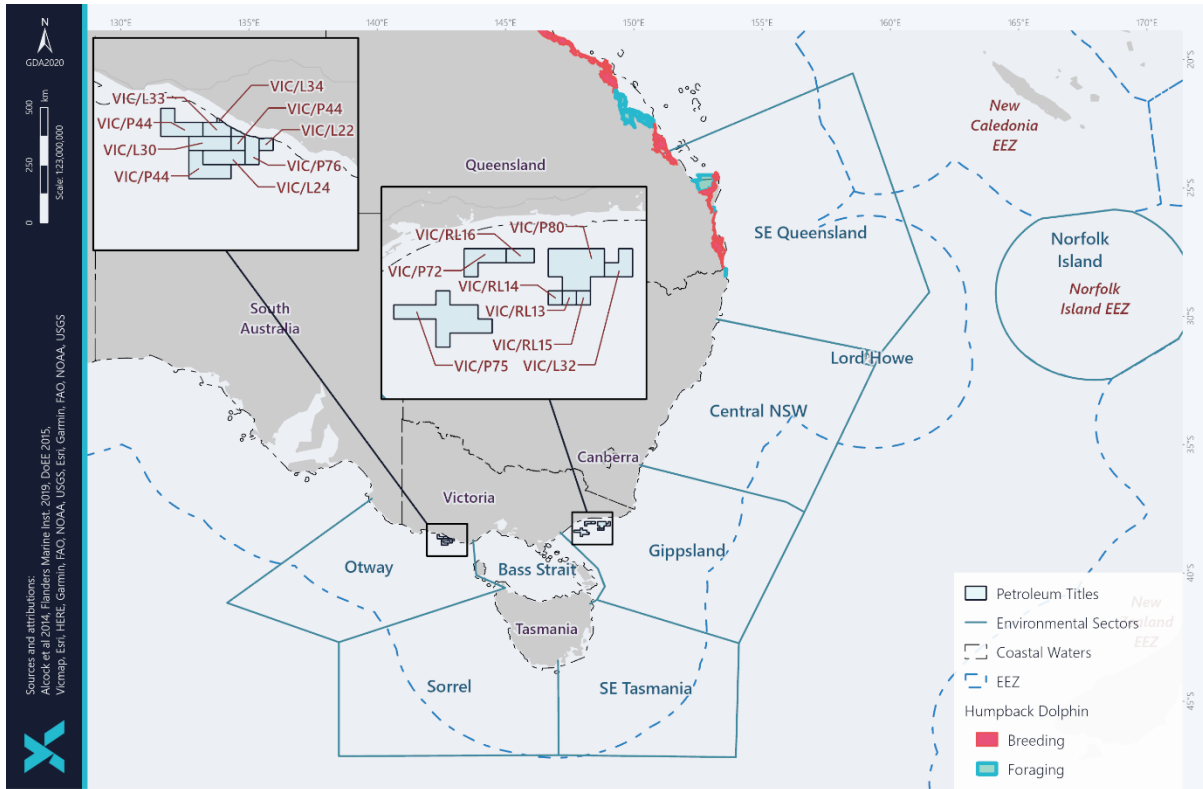 N
GDA2020
km
500
250
0
Scale: 1:23,000,000
Sources and attributions:
Alcock et al 2014, Flanders Marine Inst. 2019, DoEE 2015,
Vicmap, Esri, HERE, Garmin, FAO, NOAA, USGS, Esri, Garmin, FAO, NOAA, USGS
130°E
135°E
140°E
145°E
150°E
155°E
160°E
165°E
170°E
20°S
25°S
30°S
35°S
40°S
45°S
VIC/L33
VIC/L34
VIC/P44
VIC/P44
VIC/L22
VIC/L30
VIC/P76
VIC/P44
VIC/L24
Queensland
VIC/RL16
VIC/P80
VIC/P72
VIC/RL14
VIC/RL13
VIC/RL15
VIC/L32
VIC/P75
South
Australia
New
Caledonia
EEZ
SE Queensland
Norfolk
Island
Norfolk
Island EEZ
Lord Howe
Central NSW
Canberra
Victoria
Gippsland
Otway
Bass Strait
Tasmania
Sorrel
SE Tasmania
New
Zealand
EEZ
Petroleum Titles
Environmental Sectors
Coastal Waters
EEZ
Humpback Dolphin
Breeding
Foraging